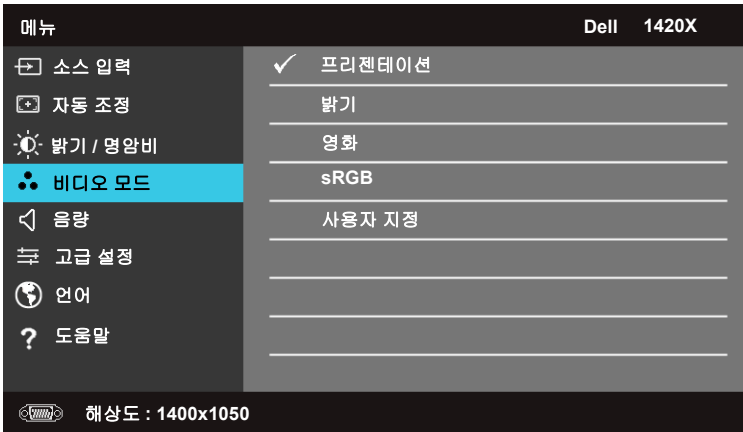 메뉴 Dell 1420X
소스 입력
자동 조정
밝기 / 명암비
비디오 모드
음량
고급 설정
언어
? 도움말
프리젠테이션
밝기
영화
sRGB
사용자 지정
해상도 : 1400x1050